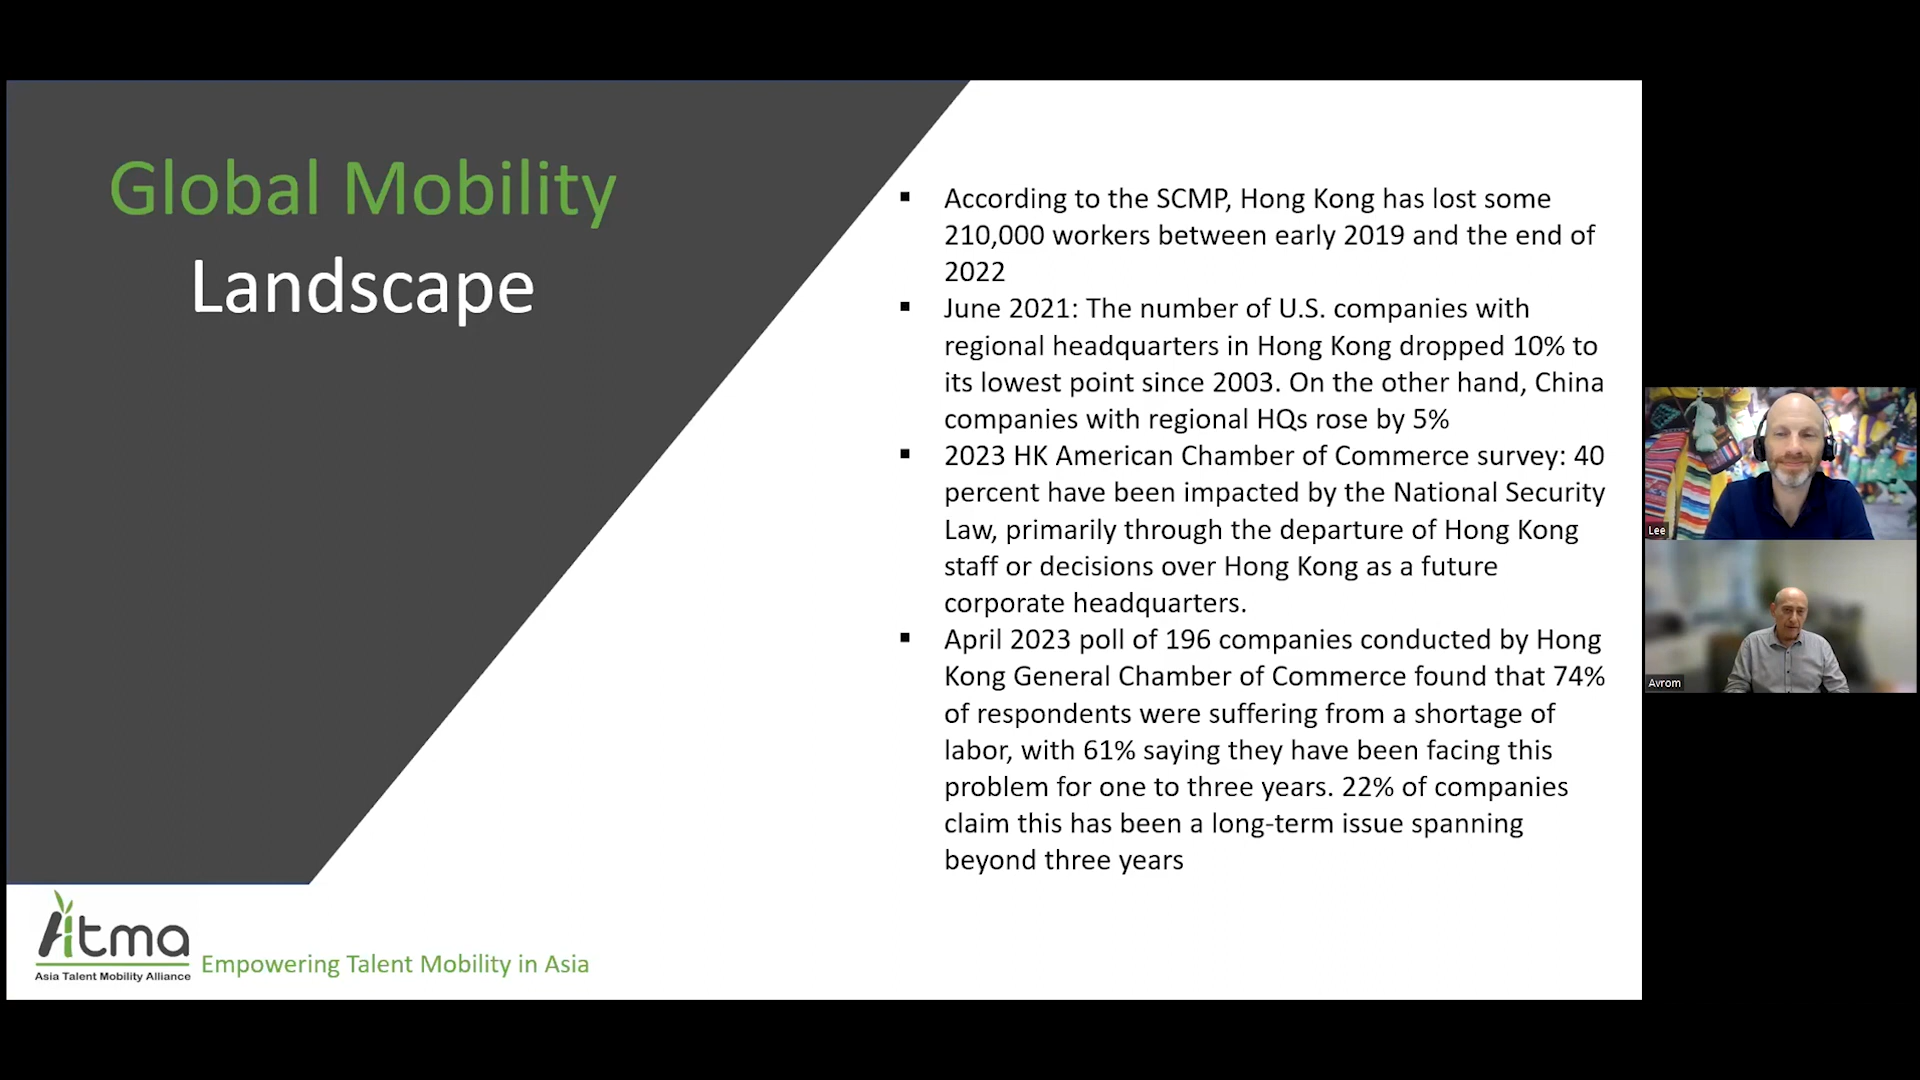 Global Mobility
Landscape
▪ According to the SCMP, Hong Kong has lost some
210,000 workers between early 2019 and the end of
2022
▪ June 2021: The number of U.S. companies with
regional headquarters in Hong Kong dropped 10% to
its lowest point since 2003. On the other hand, China
companies with regional HQs rose by 5%
▪ 2023 HK American Chamber of Commerce survey: 40
percent have been impacted by the National Security
Law, primarily through the departure of Hong Kong
staff or decisions over Hong Kong as a future
corporate headquarters.
▪ April 2023 poll of 196 companies conducted by Hong
Kong General Chamber of Commerce found that 74%
of respondents were suffering from a shortage of
labor, with 61% saying they have been facing this
problem for one to three years. 22% of companies
claim this has been a long-term issue spanning
beyond three years
Atma
Asia Talent Mobility Alliance
Empowering Talent Mobility in Asia
Lee
Avrom